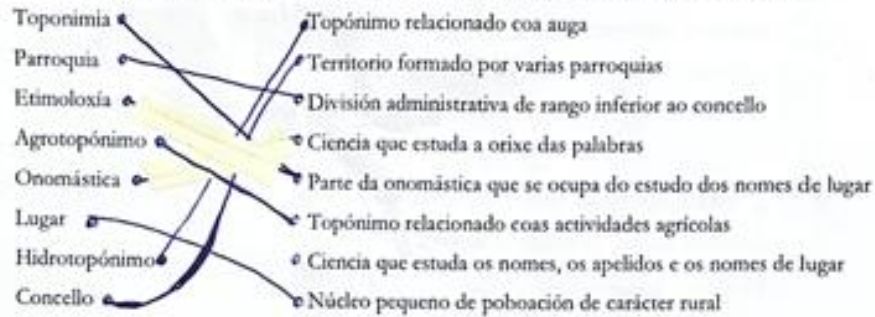 Toponimia Topónimo relacionado coa auga
Parroquia Territorio formado por varias parroquias
Etimoloxía División administrativa de rango inferior ao concello
Agrotopónimo Ciencia que estuda a orixe das palabras
Onomástica Parte da onomástica que se ocupa do estudo dos nomes de lugar
Lugar Topónimo relacionado coas actividades agrícolas
Hidrotopónimo Ciencia que estuda os nomes, os apelidos e os nomes de lugar
Concello Núcleo pequeno de poboación de carácter rural